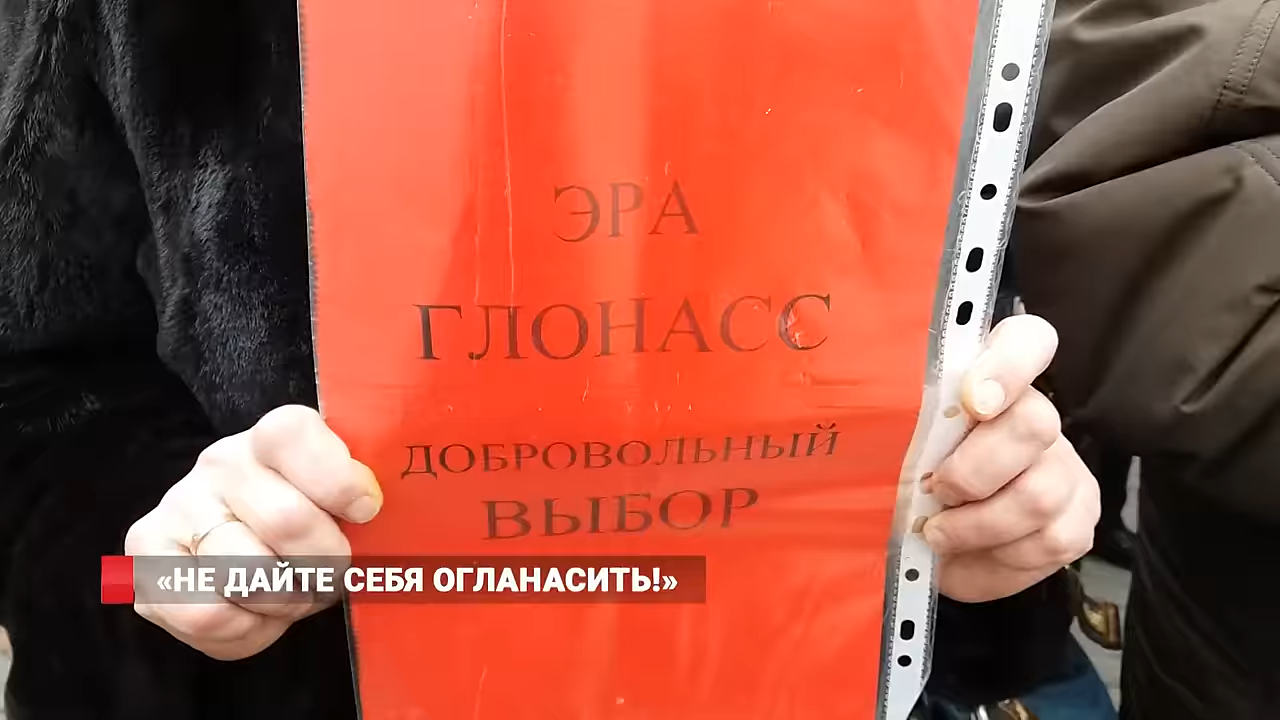 ЭРА
ГЛОНАСС
ДОБРОВОЛЬНЫЙ
ВЫБОР
«НЕ ДАЙТЕ СЕБЯ ОГЛАНАСИТЬ!»